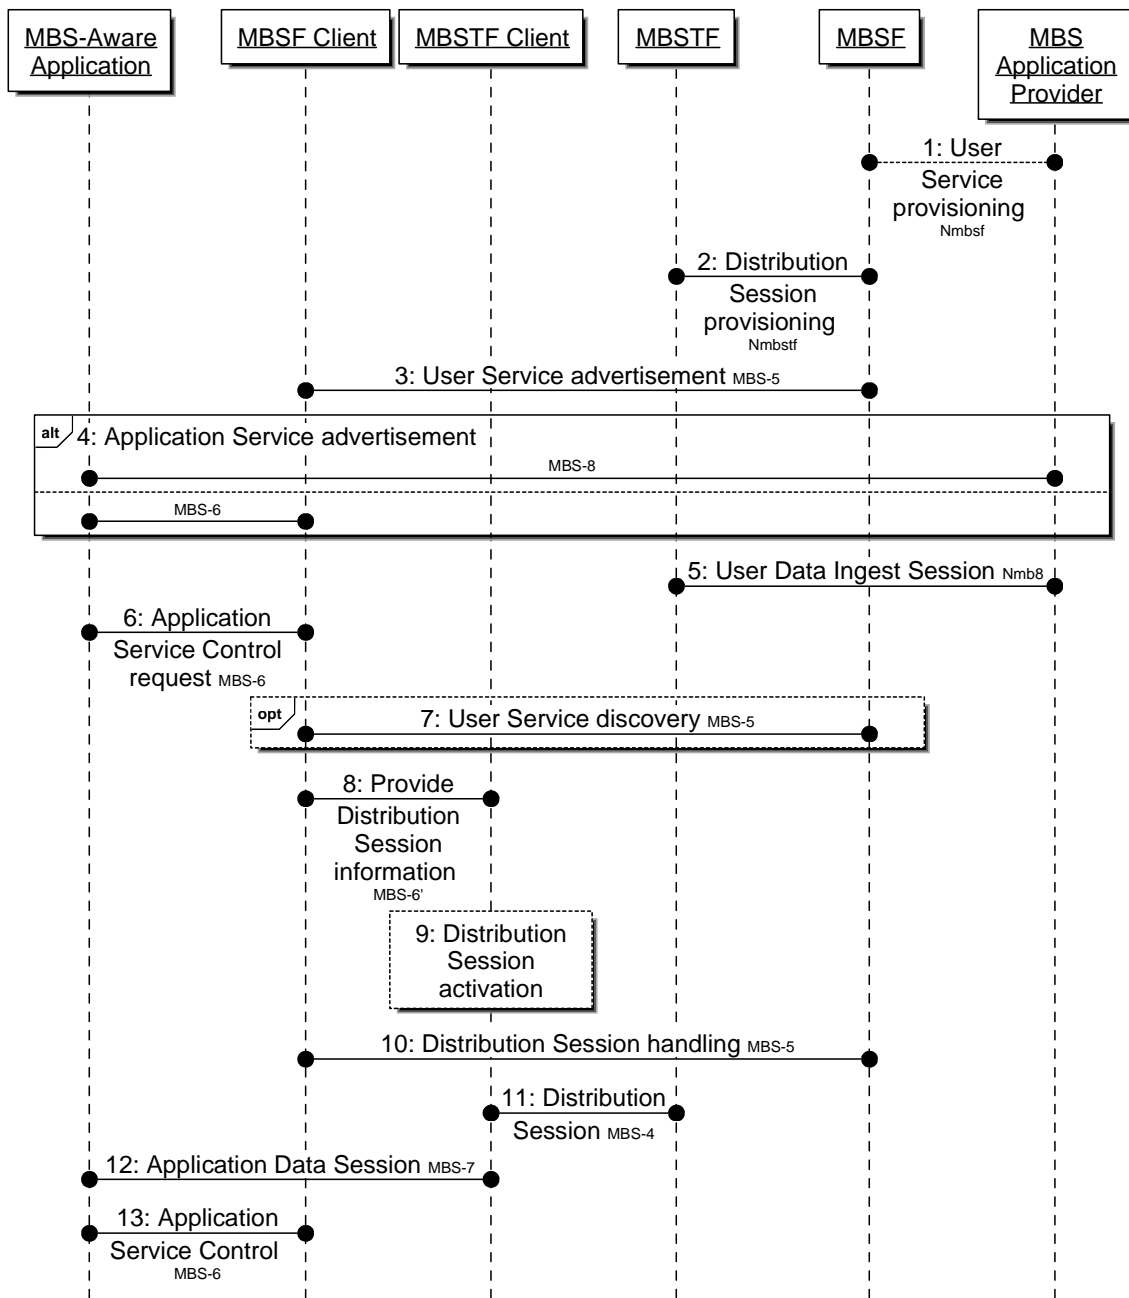 MBS-Aware
Application
MBSF Client
MBSTF Client
MBSTF
MBSF
MBS
Application
Provider
1: User
Service
provisioning
Nmbsf
2: Distribution
Session
provisioning
Nmbstf
3: User Service advertisement MBS-5
alt
4: Application Service advertisement
MBS-8
MBS-6
5: User Data Ingest Session Nmb8
6: Application
Service Control
request MBS-6
opt
7: User Service discovery MBS-5
8: Provide
Distribution
Session
information
MBS-6'
9: Distribution
Session
activation
10: Distribution Session handling MBS-5
11: Distribution
Session MBS-4
12: Application Data Session MBS-7
13: Application
Service Control
MBS-6